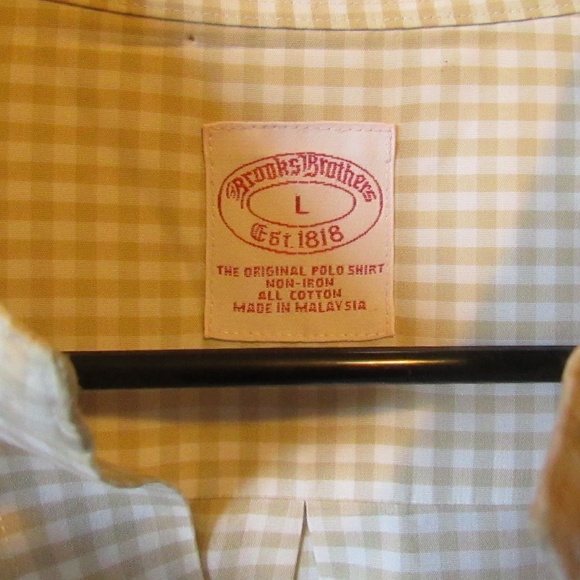 Brooks Brothers
L
Est. 1818
THE ORIGINAL POLO SHIRT
NON-IRON
ALL COTTON
MADE IN MALAYSIA